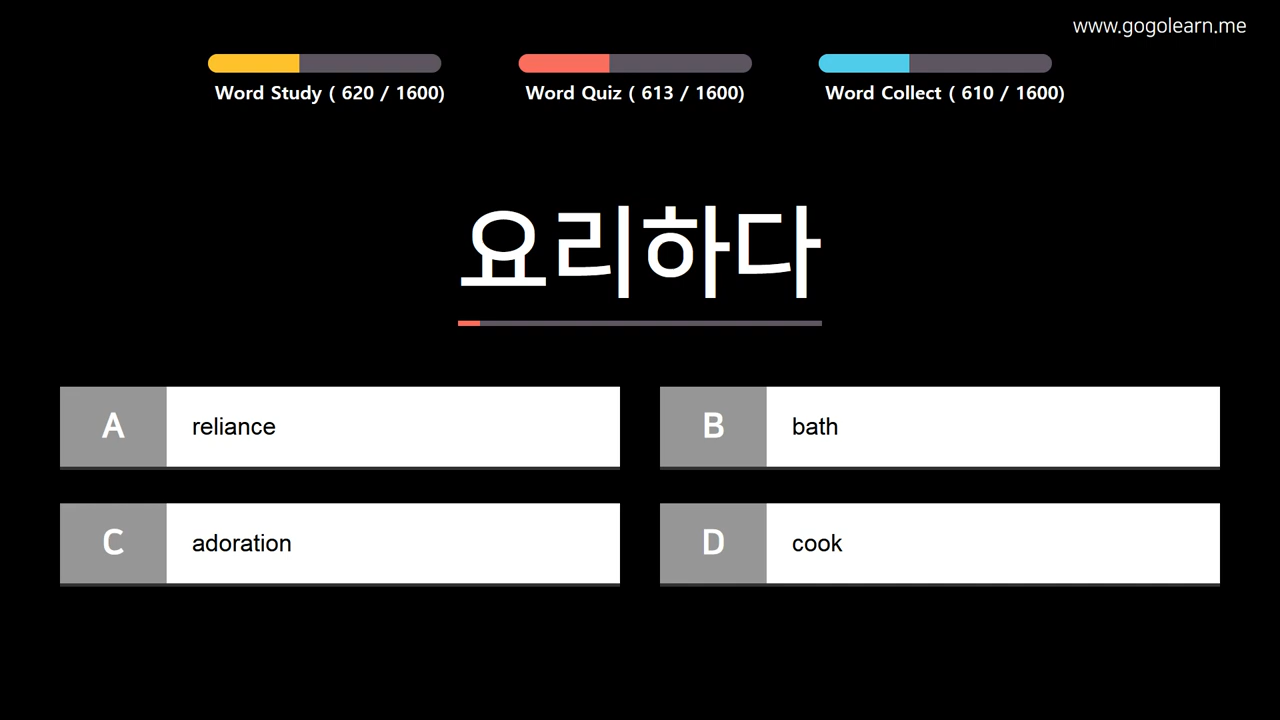 www.gogolearn.me
Word Study ( 620 / 1600)
Word Quiz ( 613 / 1600)
Word Collect ( 610 / 1600)
요리하다
A reliance
B bath
C adoration
D cook